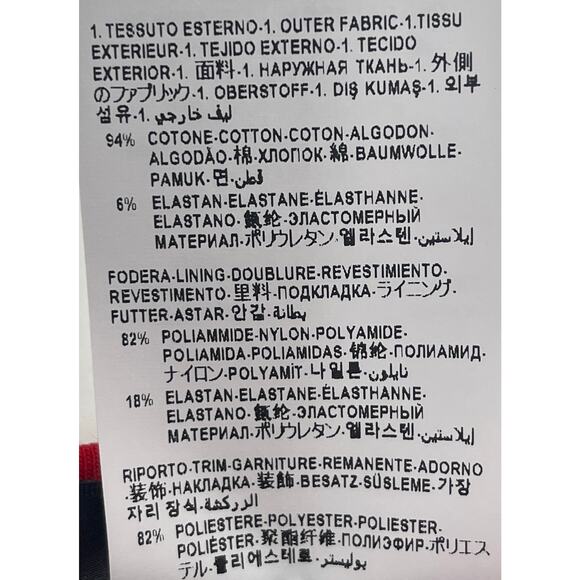 1. TESSUTO ESTERNO-1. OUTER FABRIC-1.TISSU
EXTERIEUR-1. TEJIDO EXTERNO-1. TECIDO
EXTERIOR-1. 面料-1. НАРУЖНАЯ ТКАНЬ-1. 外側
のファブリック-1. OBERSTOFF-1. DIŞ KUMAŞ-1. 외부
섬유-1. ليف خارجي
94% COTONE-COTTON-COTON-ALGODON-
ALGODÃO-棉-ХЛОПОК-綿-BAUMWOLLE-
PAMUK-면-قطن
6% ELASTAN-ELASTANE-ÉLASTHANNE-
ELASTANO-氨纶-ЭЛАСТОМЕРНЫЙ
МАТЕРИАЛ-ポリウレタン-엘라스텐-إيلاستين
FODERA-LINING-DOUBLURE-REVESTIMIENTO-
REVESTIMENTO-里料-ПОДКЛАДКА-ライニング-
FUTTER-ASTAR-안감-بطانة
82% POLIAMMIDE-NYLON-POLYAMIDE-
POLIAMIDA-POLIAMIDAS-锦纶-ПОЛИАМИД-
ナイロン-POLYAMİT-나일론-نايلون
18% ELASTAN-ELASTANE-ÉLASTHANNE-
ELASTANO-氨纶-ЭЛАСТОМЕРНЫЙ
МАТЕРИАЛ-ポリウレタン-엘라스텐-إيلاستين
RIPORTO-TRIM-GARNITURE-REMANENTE-ADORNO
-装饰-НАКЛАДКА-装飾-BESATZ-SÜSLEME-가장
자리 장식-الزركشة
82% POLIESTERE-POLYESTER-POLIESTER-
POLIÉSTER-聚酯纤维-ПОЛИЭФИР-ポリエス
テル-폴리에스테르-بوليستر